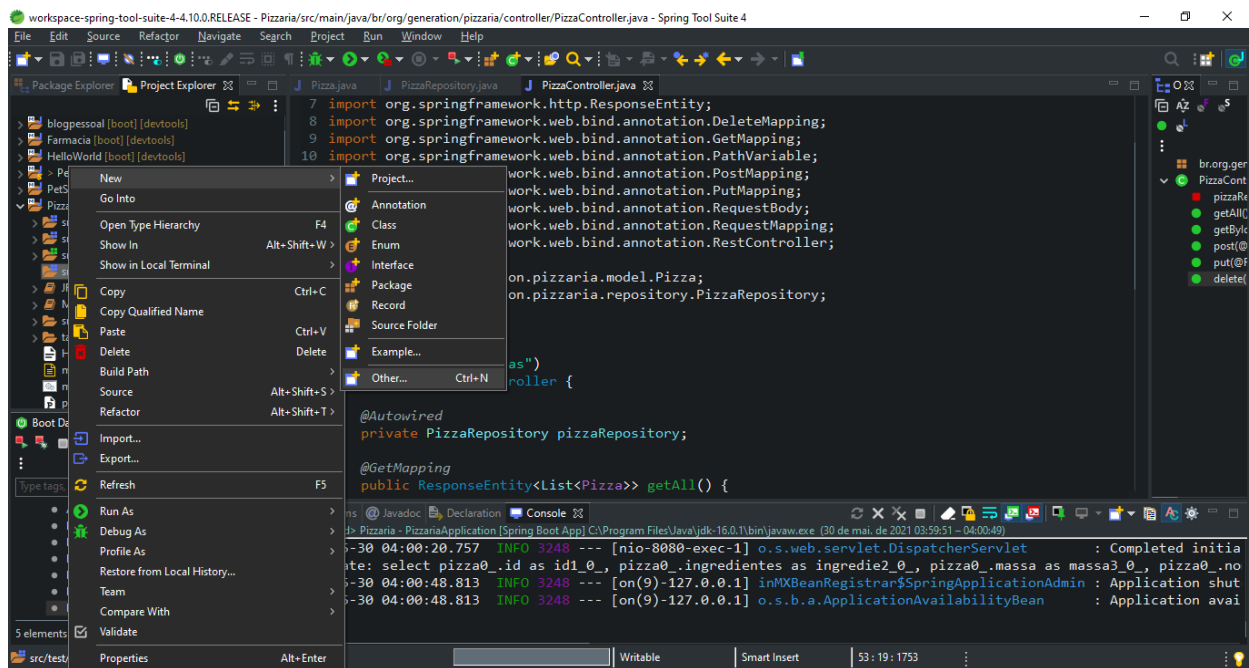 workspace-spring-tool-suite-4-4.10.0.RELEASE - Pizzaria/src/main/java/br/org/generation/pizzaria/controller/PizzaController.java - Spring Tool Suite 4
File Edit Source Refactor Navigate Search Project Run Window Help
Package Explorer Project Explorer Pizza.java PizzaRepository.java PizzaController.java
7 import org.springframework.http.ResponseEntity;
8 import org.springframework.web.bind.annotation.DeleteMapping;
9 import org.springframework.web.bind.annotation.GetMapping;
10 import org.springframework.web.bind.annotation.PathVariable;
work.web.bind.annotation.PostMapping;
work.web.bind.annotation.PutMapping;
work.web.bind.annotation.RequestBody;
work.web.bind.annotation.RequestMapping;
work.web.bind.annotation.RestController;
on.pizzaria.model.Pizza;
on.pizzaria.repository.PizzaRepository;
as")
roller {
@Autowired
private PizzaRepository pizzaRepository;
@GetMapping
public ResponseEntity<List<Pizza>> getAll() {
blogpessoal [boot] [devtools]
Farmacia [boot] [devtools]
HelloWorld [boot] [devtools]
> Pe
PetS
Pizza
New
Go Into
Open Type Hierarchy F4
Show In Alt+Shift+W >
Show in Local Terminal
Copy Ctrl+C
Copy Qualified Name
Paste Ctrl+V
Delete Delete
Build Path
Source Alt+Shift+S >
Refactor Alt+Shift+T >
Import...
Export...
Refresh F5
Run As
Debug As
Profile As
Restore from Local History...
Team
Compare With
Validate
Properties Alt+Enter
Project...
Annotation
Class
Enum
Interface
Package
Record
Source Folder
Example...
Other... Ctrl+N
br.org.ger
PizzaCont
pizzaRe
getAll()
getById
post(@
put(@F
delete(
Boot Da
Type tags,
5 elements
ns @ Javadoc Declaration Console
d> Pizzaria - PizzariaApplication [Spring Boot App] C:\Program Files\Java\jdk-16.0.1\bin\javaw.exe (30 de mai. de 2021 03:59:51 – 04:00:49)
5-30 04:00:20.757 INFO 3248 --- [nio-8080-exec-1] o.s.web.servlet.DispatcherServlet : Completed initia
ate: select pizza0_.id as id1_0_, pizza0_.ingredientes as ingredie2_0_, pizza0_.massa as massa3_0_, pizza0_.no
5-30 04:00:48.813 INFO 3248 --- [on(9)-127.0.0.1] inMXBeanRegistrar$SpringApplicationAdmin : Application shut
5-30 04:00:48.813 INFO 3248 --- [on(9)-127.0.0.1] o.s.b.a.ApplicationAvailabilityBean : Application avai
src/test/
Writable Smart Insert 53 : 19 : 1753